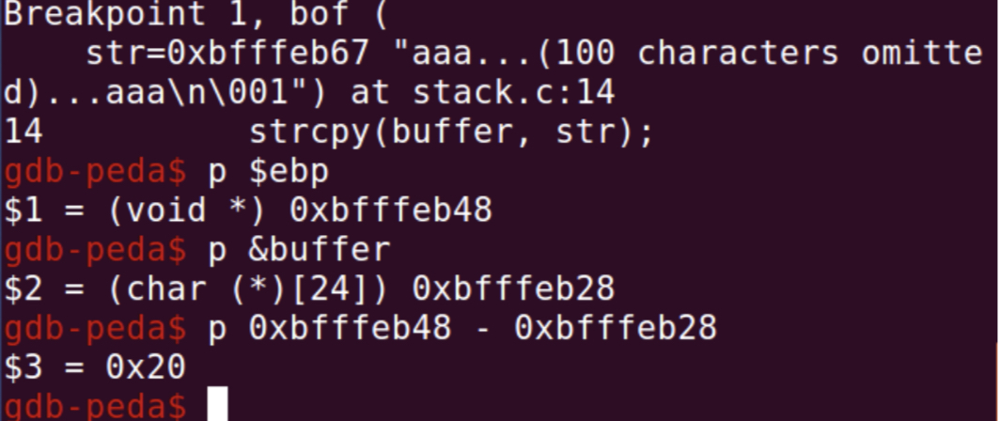 Breakpoint 1, bof (
    str=0xbfffeb67 "aaa...(100 characters omitte
d)...aaa\n\001") at stack.c:14
14          strcpy(buffer, str);
gdb-peda$ p $ebp
$1 = (void *) 0xbfffeb48
gdb-peda$ p &buffer
$2 = (char (*)[24]) 0xbfffeb28
gdb-peda$ p 0xbfffeb48 - 0xbfffeb28
$3 = 0x20
gdb-peda$